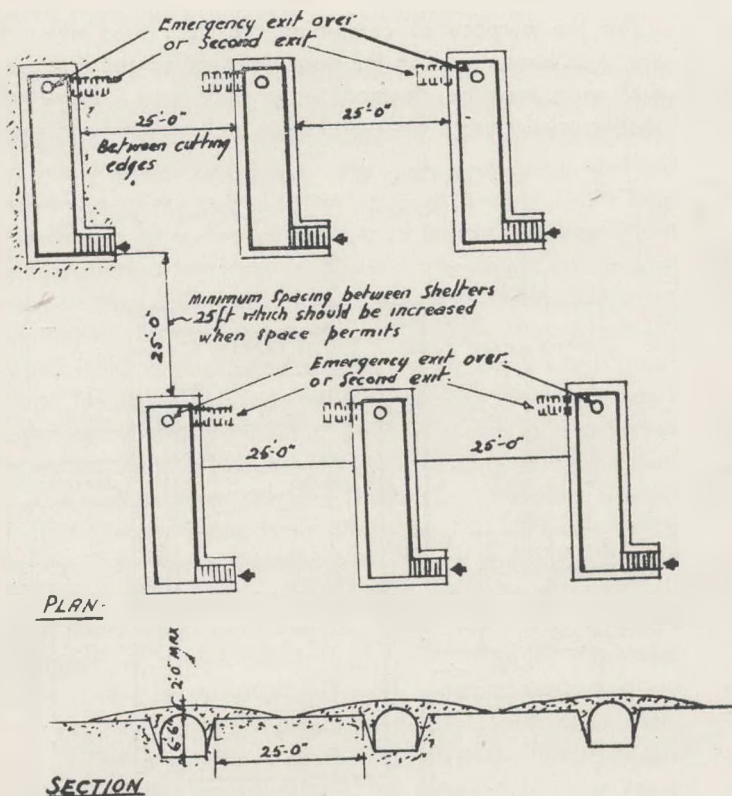 Emergency exit over
or Second exit
25'-0"
25'-0"
Between cutting
edges
25'-0"
Minimum spacing between shelters
25ft which should be increased
when space permits
Emergency exit over
or Second exit
25'-0"
25'-0
PLAN.
2'-0" MAX
6'-6"
25'-0"
SECTION